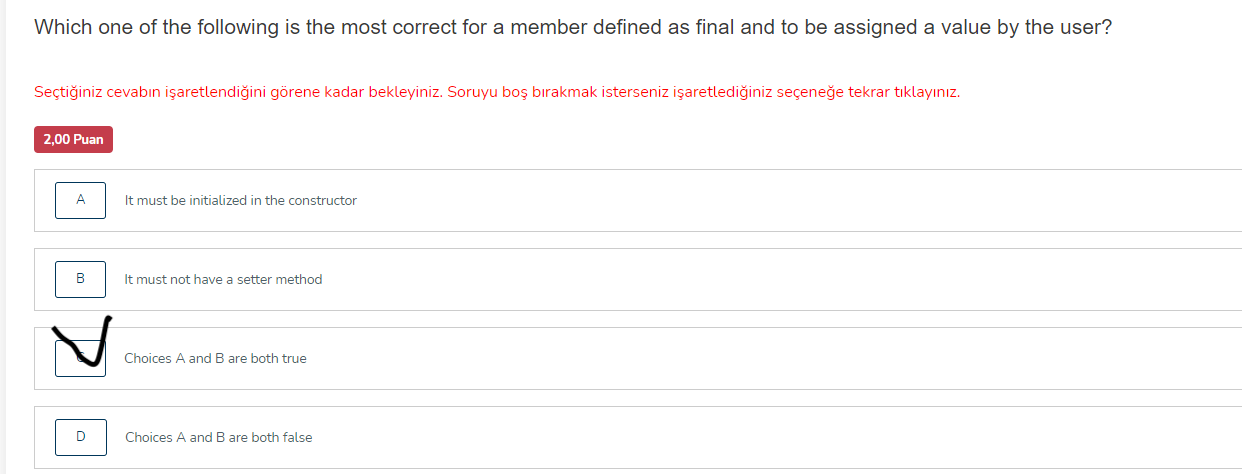 Which one of the following is the most correct for a member defined as final and to be assigned a value by the user?
Seçtiğiniz cevabın işaretlendiğini görene kadar bekleyiniz. Soruyu boş bırakmak isterseniz işaretlediğiniz seçeneğe tekrar tıklayınız.
2,00 Puan
A It must be initialized in the constructor
B It must not have a setter method
Choices A and B are both true
D Choices A and B are both false